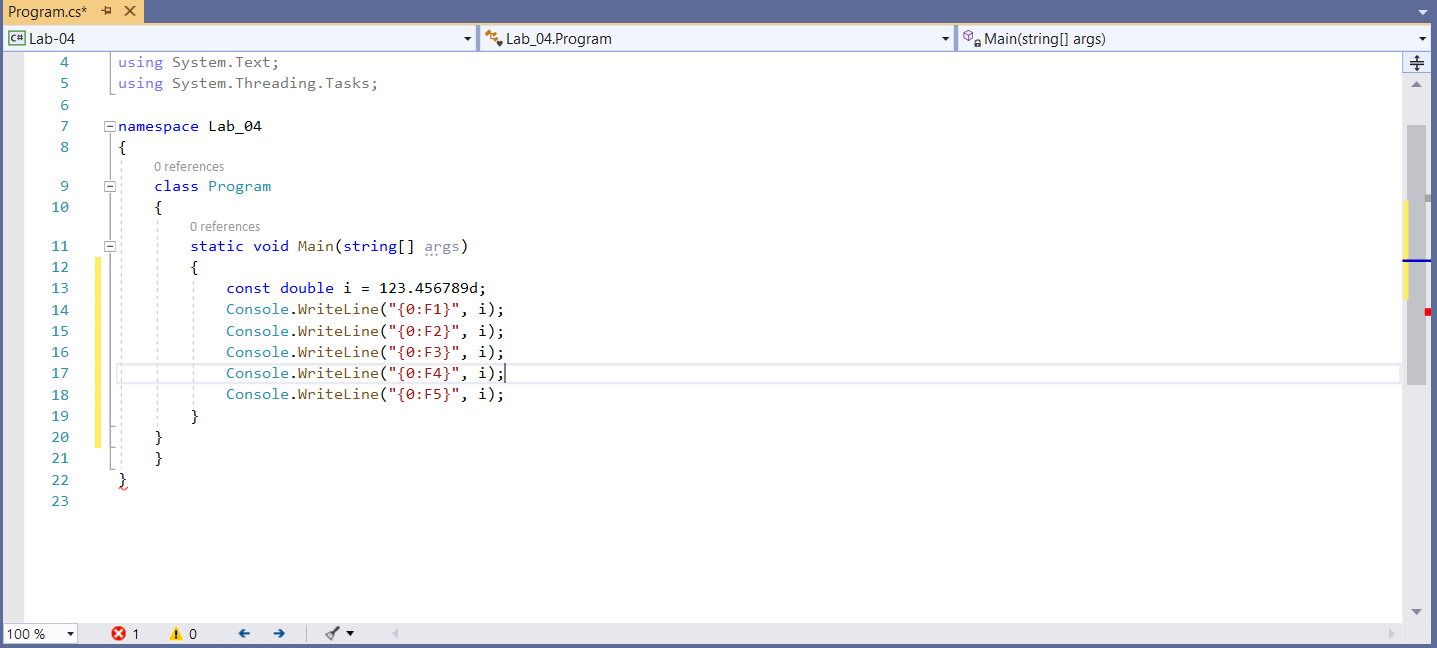 Program.cs*
C# Lab-04 Lab_04.Program Main(string[] args)
4 using System.Text;
5 using System.Threading.Tasks;
6
7 namespace Lab_04
8 {
0 references
9 class Program
10 {
0 references
11 static void Main(string[] args)
12 {
13 const double i = 123.456789d;
14 Console.WriteLine("{0:F1}", i);
15 Console.WriteLine("{0:F2}", i);
16 Console.WriteLine("{0:F3}", i);
17 Console.WriteLine("{0:F4}", i);
18 Console.WriteLine("{0:F5}", i);
19 }
20 }
21 }
22 }
23
100 % 1 0